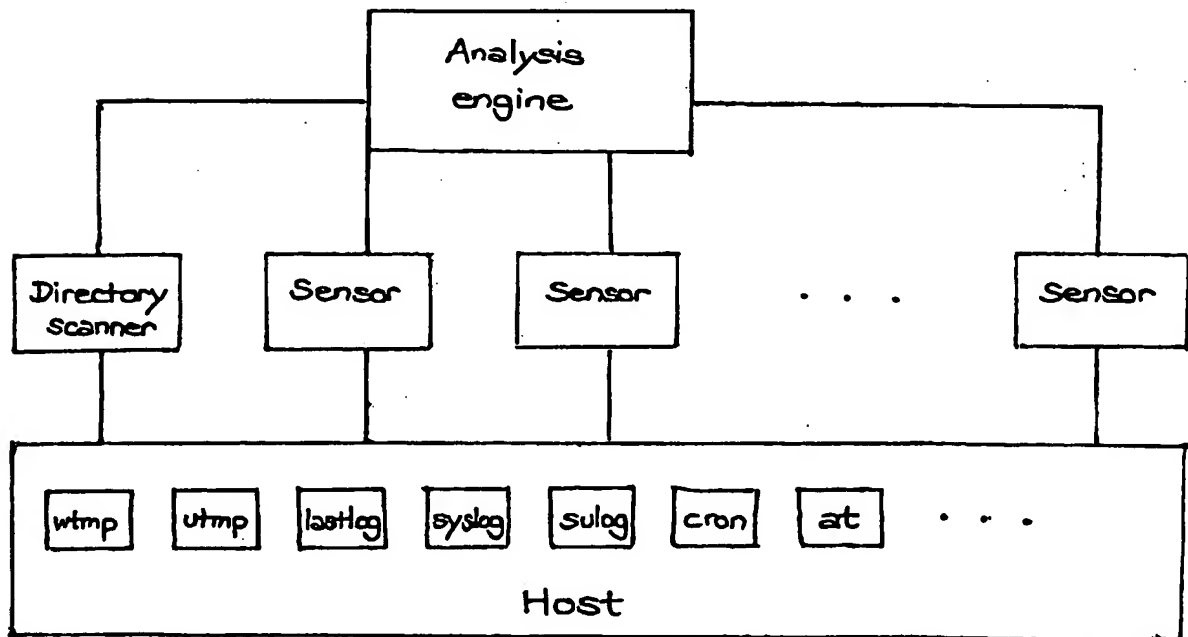 Analysis
engine
Directory
scanner
Sensor
Sensor
. . .
Sensor
wtmp
utmp
lastlog
syslog
sulog
cron
at
. . .
Host